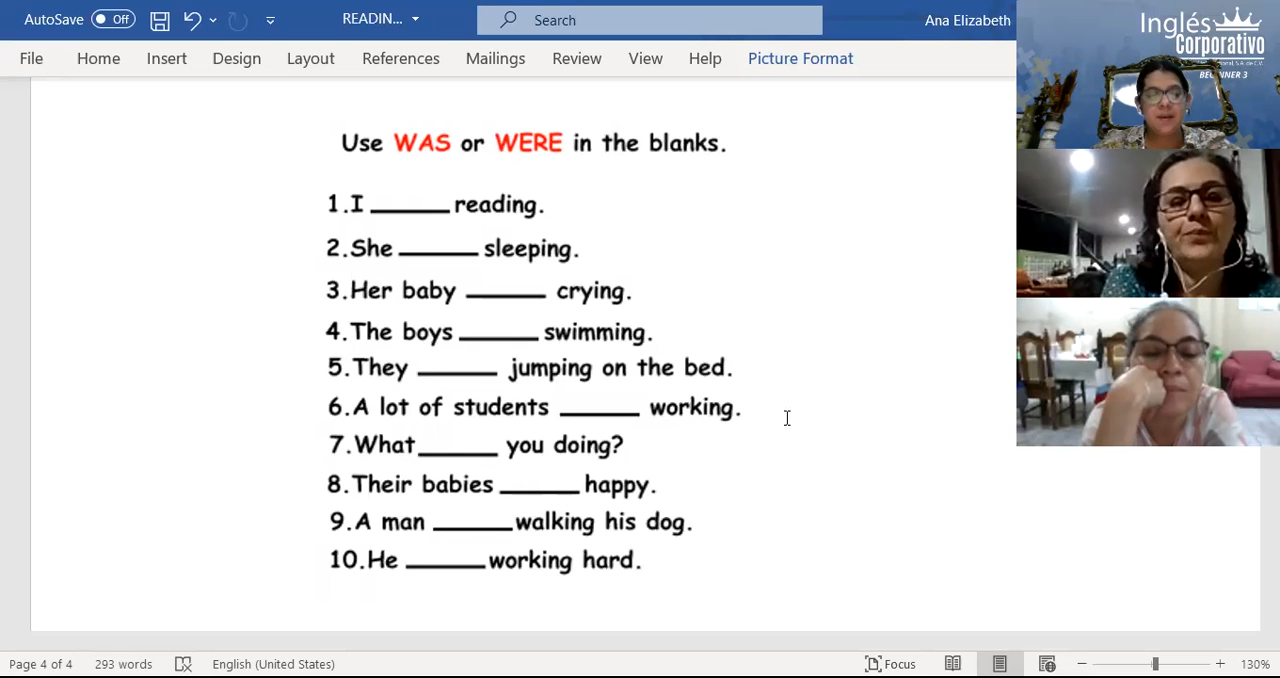 AutoSave Off READIN... Search Ana Elizabeth
File Home Insert Design Layout References Mailings Review View Help Picture Format
Inglés
Corporativo
BEGINNER 3
Use WAS or WERE in the blanks.
1.I ______ reading.
2.She ______ sleeping.
3.Her baby ______ crying.
4.The boys ______ swimming.
5.They ______ jumping on the bed.
6.A lot of students ______ working.
7.What ______ you doing?
8.Their babies ______ happy.
9.A man ______ walking his dog.
10.He ______ working hard.
Page 4 of 4 293 words English (United States) Focus 130%